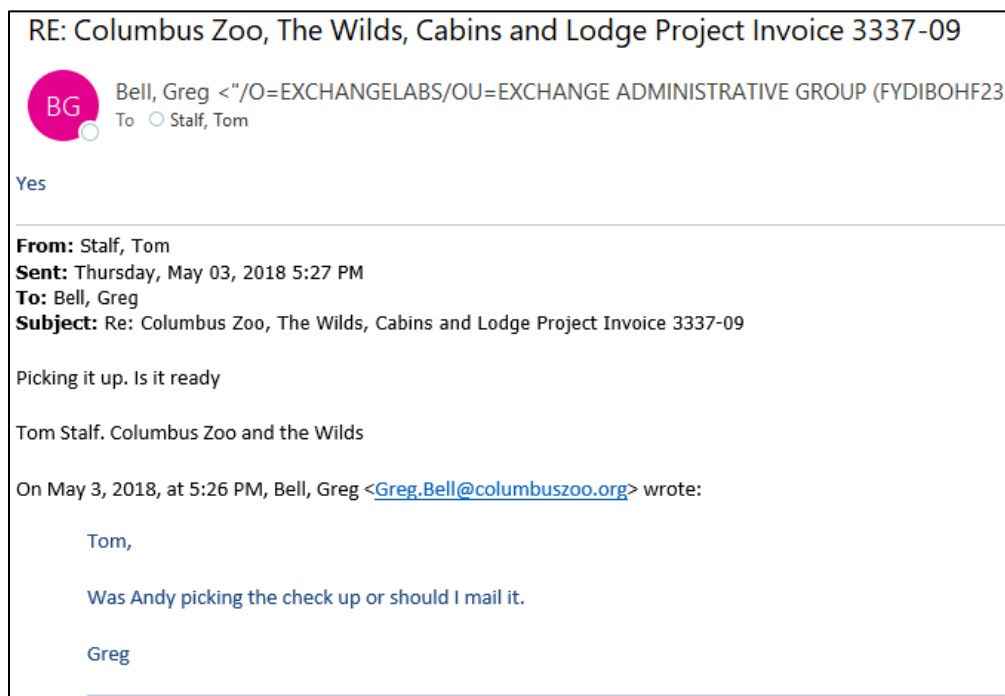 RE: Columbus Zoo, The Wilds, Cabins and Lodge Project Invoice 3337-09
BG
Bell, Greg <"/O=EXCHANGELABS/OU=EXCHANGE ADMINISTRATIVE GROUP (FYDIBOHF23
To Stalf, Tom
Yes
From: Stalf, Tom
Sent: Thursday, May 03, 2018 5:27 PM
To: Bell, Greg
Subject: Re: Columbus Zoo, The Wilds, Cabins and Lodge Project Invoice 3337-09
Picking it up. Is it ready
Tom Stalf. Columbus Zoo and the Wilds
On May 3, 2018, at 5:26 PM, Bell, Greg <Greg.Bell@columbuszoo.org> wrote:
Tom,
Was Andy picking the check up or should I mail it.
Greg